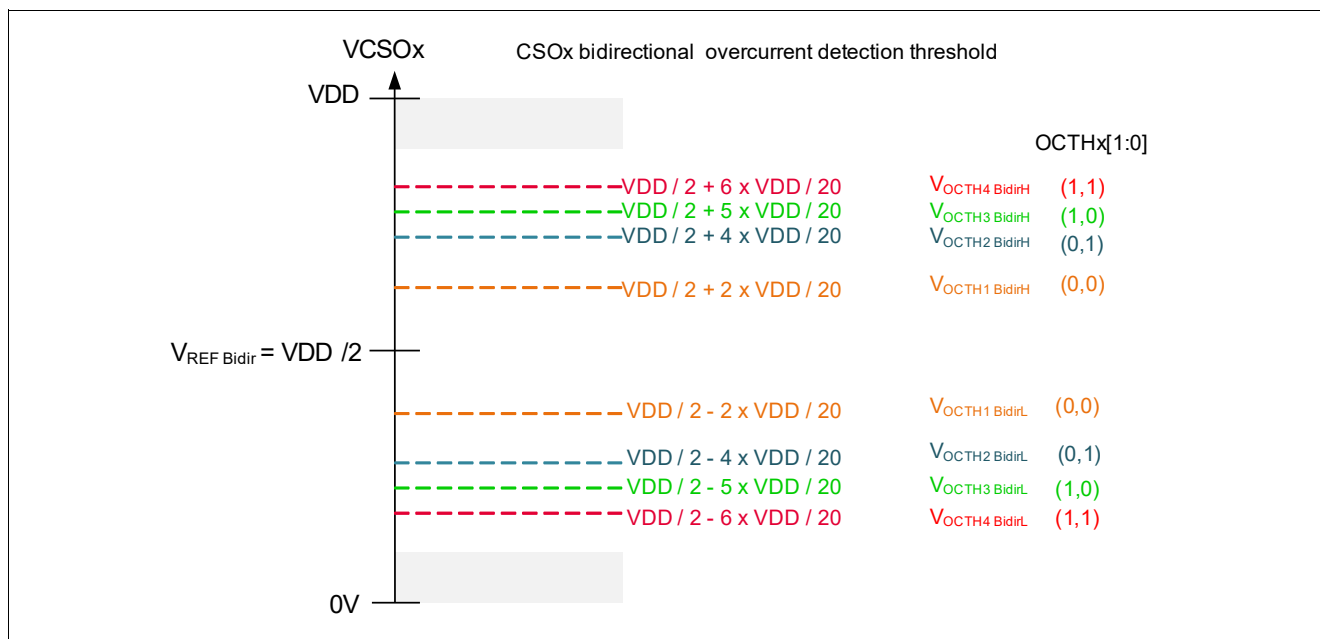 VCSOx CSOx bidirectional overcurrent detection threshold
VDD
OCTHx[1:0]
VDD / 2 + 6 x VDD / 20 VOCTH4 BidirH (1,1)
VDD / 2 + 5 x VDD / 20 VOCTH3 BidirH (1,0)
VDD / 2 + 4 x VDD / 20 VOCTH2 BidirH (0,1)
VDD / 2 + 2 x VDD / 20 VOCTH1 BidirH (0,0)
VREF Bidir = VDD /2
VDD / 2 - 2 x VDD / 20 VOCTH1 BidirL (0,0)
VDD / 2 - 4 x VDD / 20 VOCTH2 BidirL (0,1)
VDD / 2 - 5 x VDD / 20 VOCTH3 BidirL (1,0)
VDD / 2 - 6 x VDD / 20 VOCTH4 BidirL (1,1)
0V